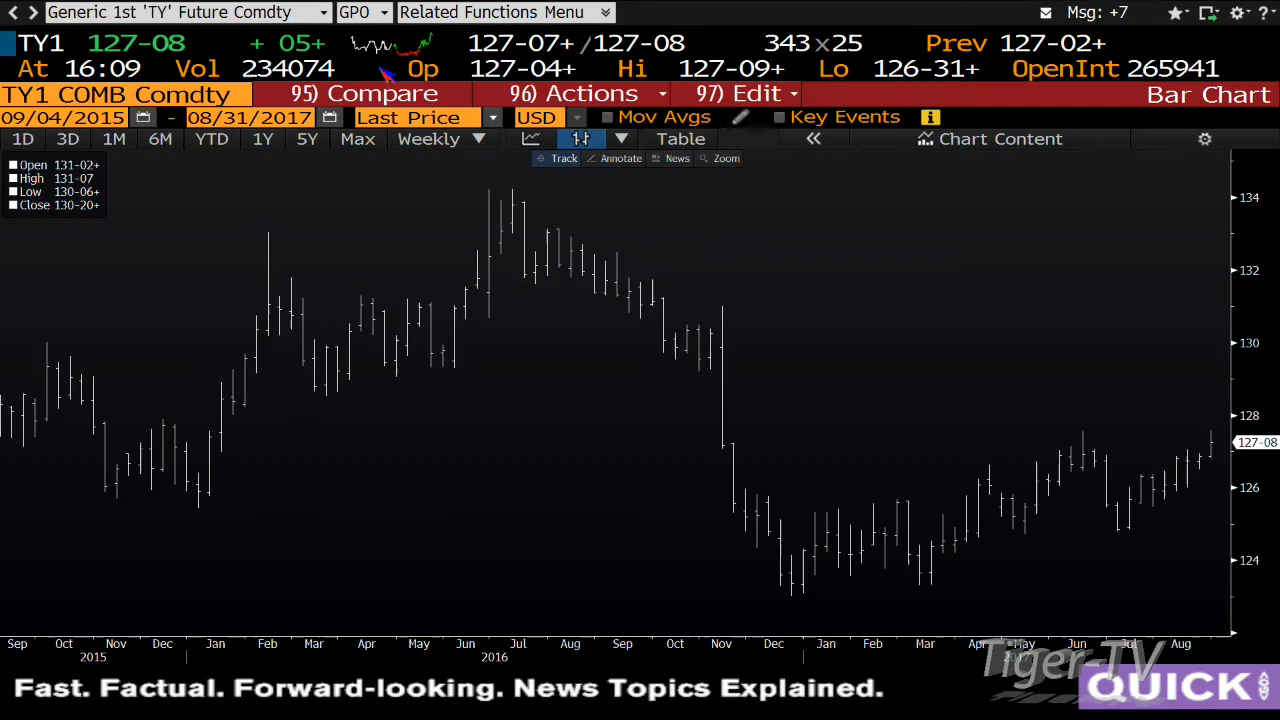 Generic 1st 'TY' Future Comdty GPO Related Functions Menu Msg: +7
TY1 127-08 + 05+ 127-07+ /127-08 343x25 Prev 127-02+
At 16:09 Vol 234074 Op 127-04+ Hi 127-09+ Lo 126-31+ OpenInt 265941
TY1 COMB Comdty 95) Compare 96) Actions 97) Edit Bar Chart
09/04/2015 - 08/31/2017 Last Price USD Mov Avgs Key Events
1D 3D 1M 6M YTD 1Y 5Y Max Weekly Table Chart Content
Track Annotate News Zoom
Open 131-02+
High 131-07
Low 130-06+
Close 130-20+
134
132
130
128
127-08
126
124
Sep Oct Nov Dec Jan Feb Mar Apr May Jun Jul Aug Sep Oct Nov Dec Jan Feb Mar Apr May Jun Jul Aug
2015 2016 2017
Tiger-TV
Fast. Factual. Forward-looking. News Topics Explained. QUICK